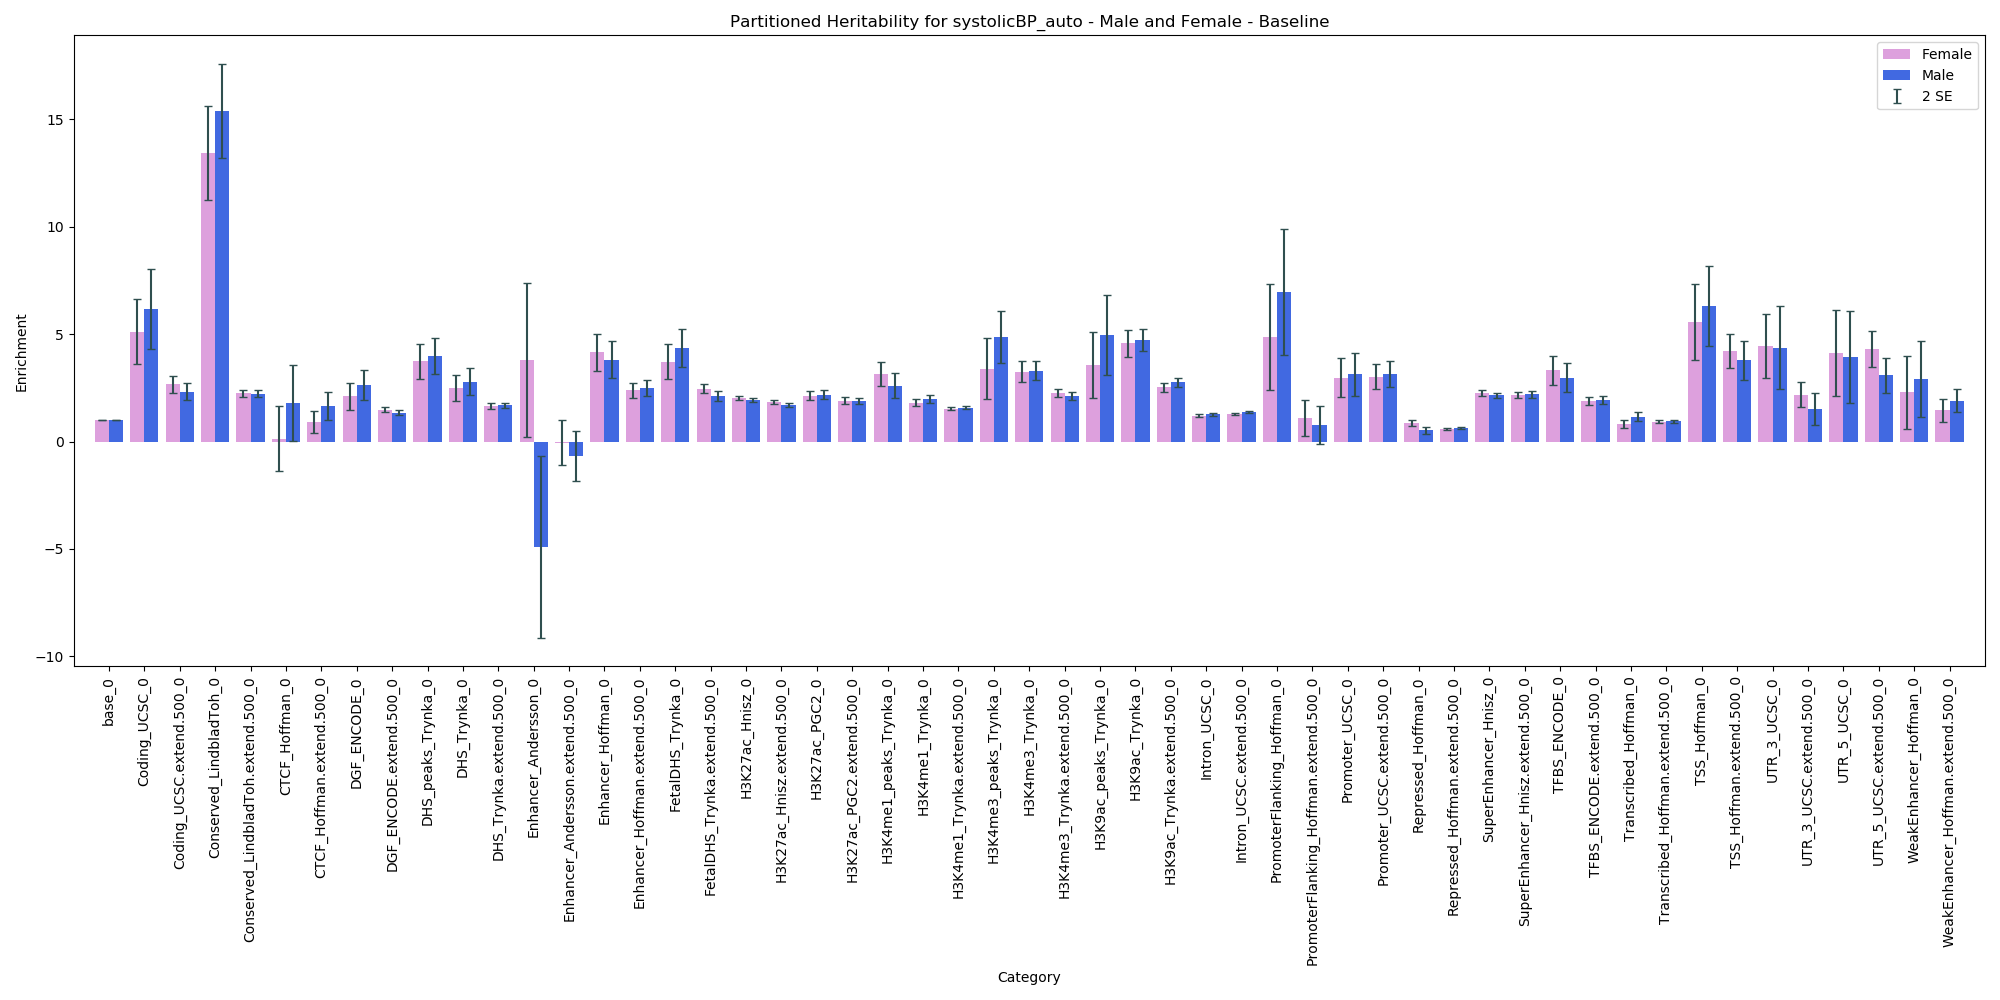 Partitioned Heritability for systolicBP_auto - Male and Female - Baseline
Female
Male
2 SE
Enrichment
15
10
5
0
−5
−10
base_0
Coding_UCSC_0
Coding_UCSC.extend.500_0
Conserved_LindbladToh_0
Conserved_LindbladToh.extend.500_0
CTCF_Hoffman_0
CTCF_Hoffman.extend.500_0
DGF_ENCODE_0
DGF_ENCODE.extend.500_0
DHS_peaks_Trynka_0
DHS_Trynka_0
DHS_Trynka.extend.500_0
Enhancer_Andersson_0
Enhancer_Andersson.extend.500_0
Enhancer_Hoffman_0
Enhancer_Hoffman.extend.500_0
FetalDHS_Trynka_0
FetalDHS_Trynka.extend.500_0
H3K27ac_Hnisz_0
H3K27ac_Hnisz.extend.500_0
H3K27ac_PGC2_0
H3K27ac_PGC2.extend.500_0
H3K4me1_peaks_Trynka_0
H3K4me1_Trynka_0
H3K4me1_Trynka.extend.500_0
H3K4me3_peaks_Trynka_0
H3K4me3_Trynka_0
H3K4me3_Trynka.extend.500_0
H3K9ac_peaks_Trynka_0
H3K9ac_Trynka_0
H3K9ac_Trynka.extend.500_0
Intron_UCSC_0
Intron_UCSC.extend.500_0
PromoterFlanking_Hoffman_0
PromoterFlanking_Hoffman.extend.500_0
Promoter_UCSC_0
Promoter_UCSC.extend.500_0
Repressed_Hoffman_0
Repressed_Hoffman.extend.500_0
SuperEnhancer_Hnisz_0
SuperEnhancer_Hnisz.extend.500_0
TFBS_ENCODE_0
TFBS_ENCODE.extend.500_0
Transcribed_Hoffman_0
Transcribed_Hoffman.extend.500_0
TSS_Hoffman_0
TSS_Hoffman.extend.500_0
UTR_3_UCSC_0
UTR_3_UCSC.extend.500_0
UTR_5_UCSC_0
UTR_5_UCSC.extend.500_0
WeakEnhancer_Hoffman_0
WeakEnhancer_Hoffman.extend.500_0
Category